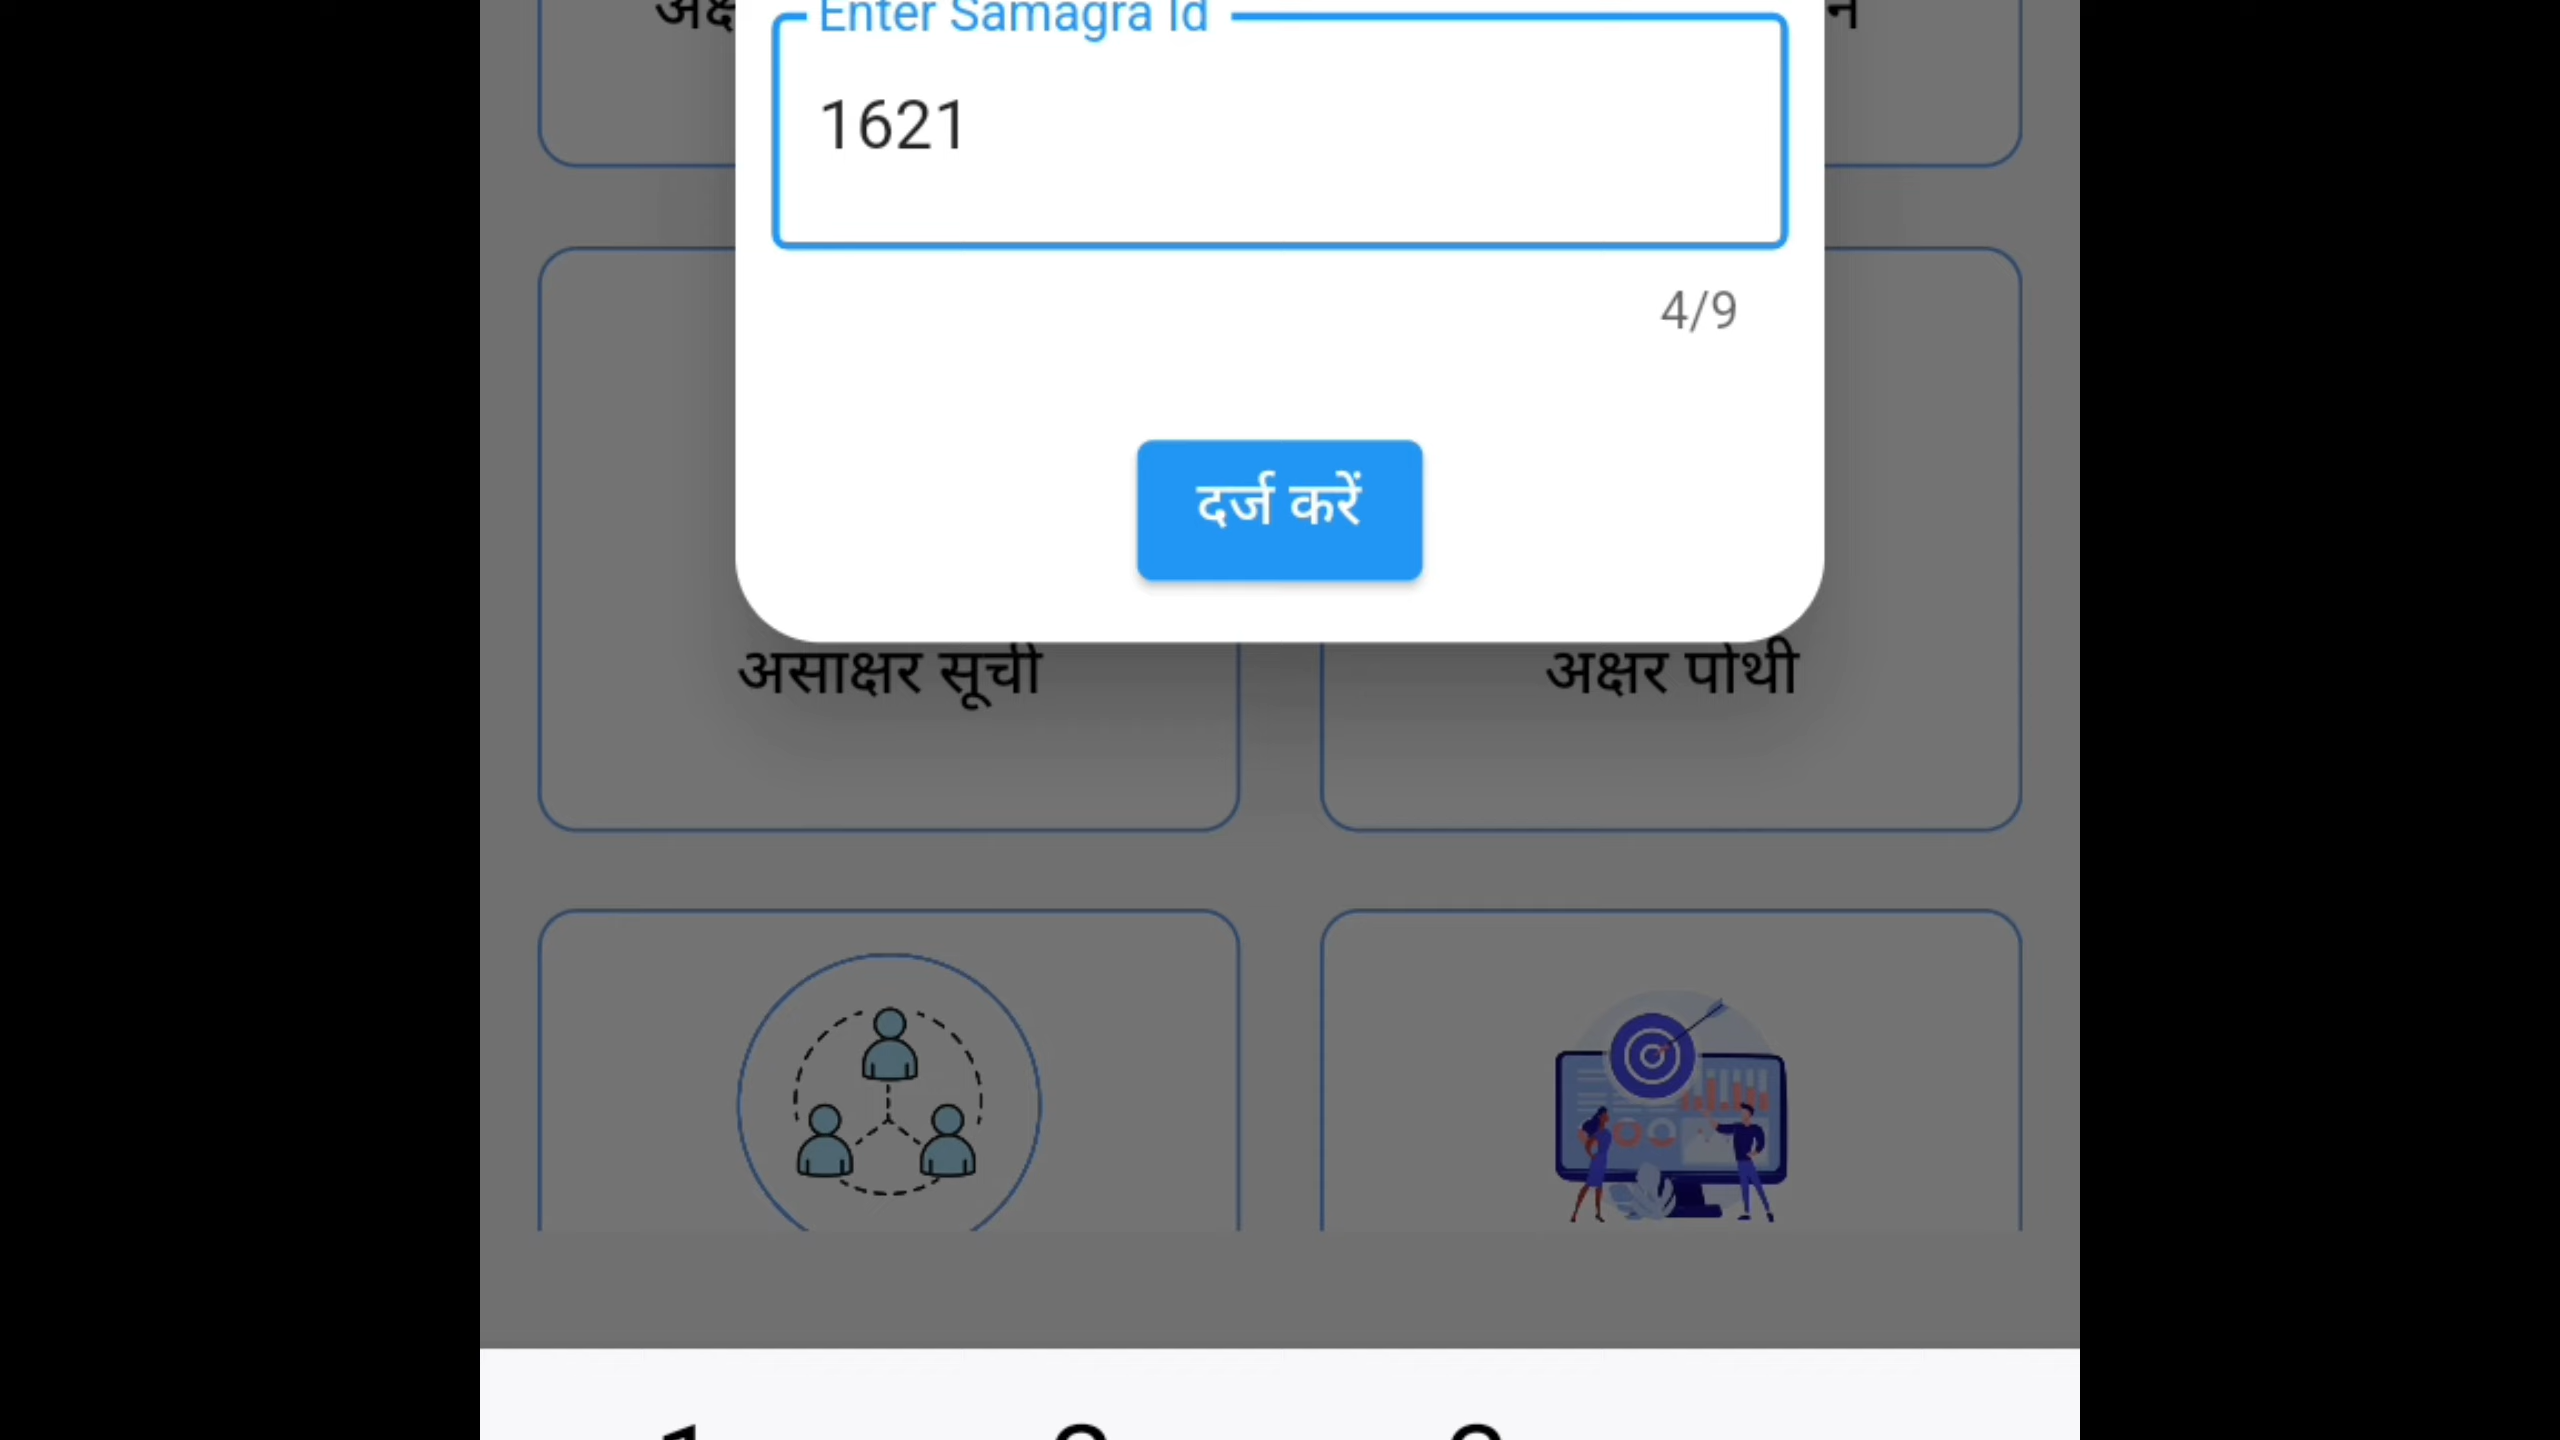 Enter Samagra Id
1621
4/9
दर्ज करें
असाक्षर सूची
अक्षर पोथी